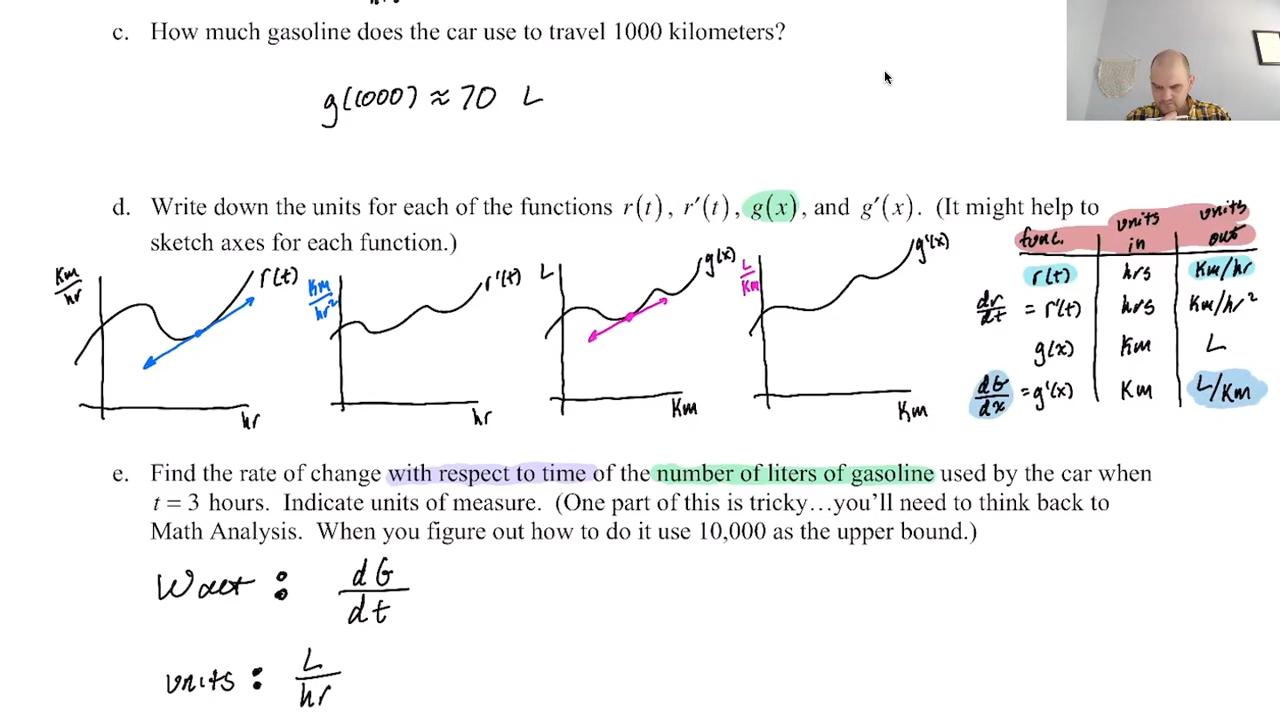 c. How much gasoline does the car use to travel 1000 kilometers?
g(1000) ≈ 70 L
d. Write down the units for each of the functions r(t), r′(t), g(x), and g′(x). (It might help to
sketch axes for each function.)
Km/hr r(t) hr
Km/hr² r'(t) hr
L g(x) Km
L/Km g'(x) Km
func. units in units out
r(t) hrs Km/hr
dr/dt = r'(t) hrs Km/hr²
g(x) Km L
dG/dx = g'(x) Km L/Km
e. Find the rate of change with respect to time of the number of liters of gasoline used by the car when
t = 3 hours. Indicate units of measure. (One part of this is tricky…you’ll need to think back to
Math Analysis. When you figure out how to do it use 10,000 as the upper bound.)
Want : dG/dt
units : L/hr